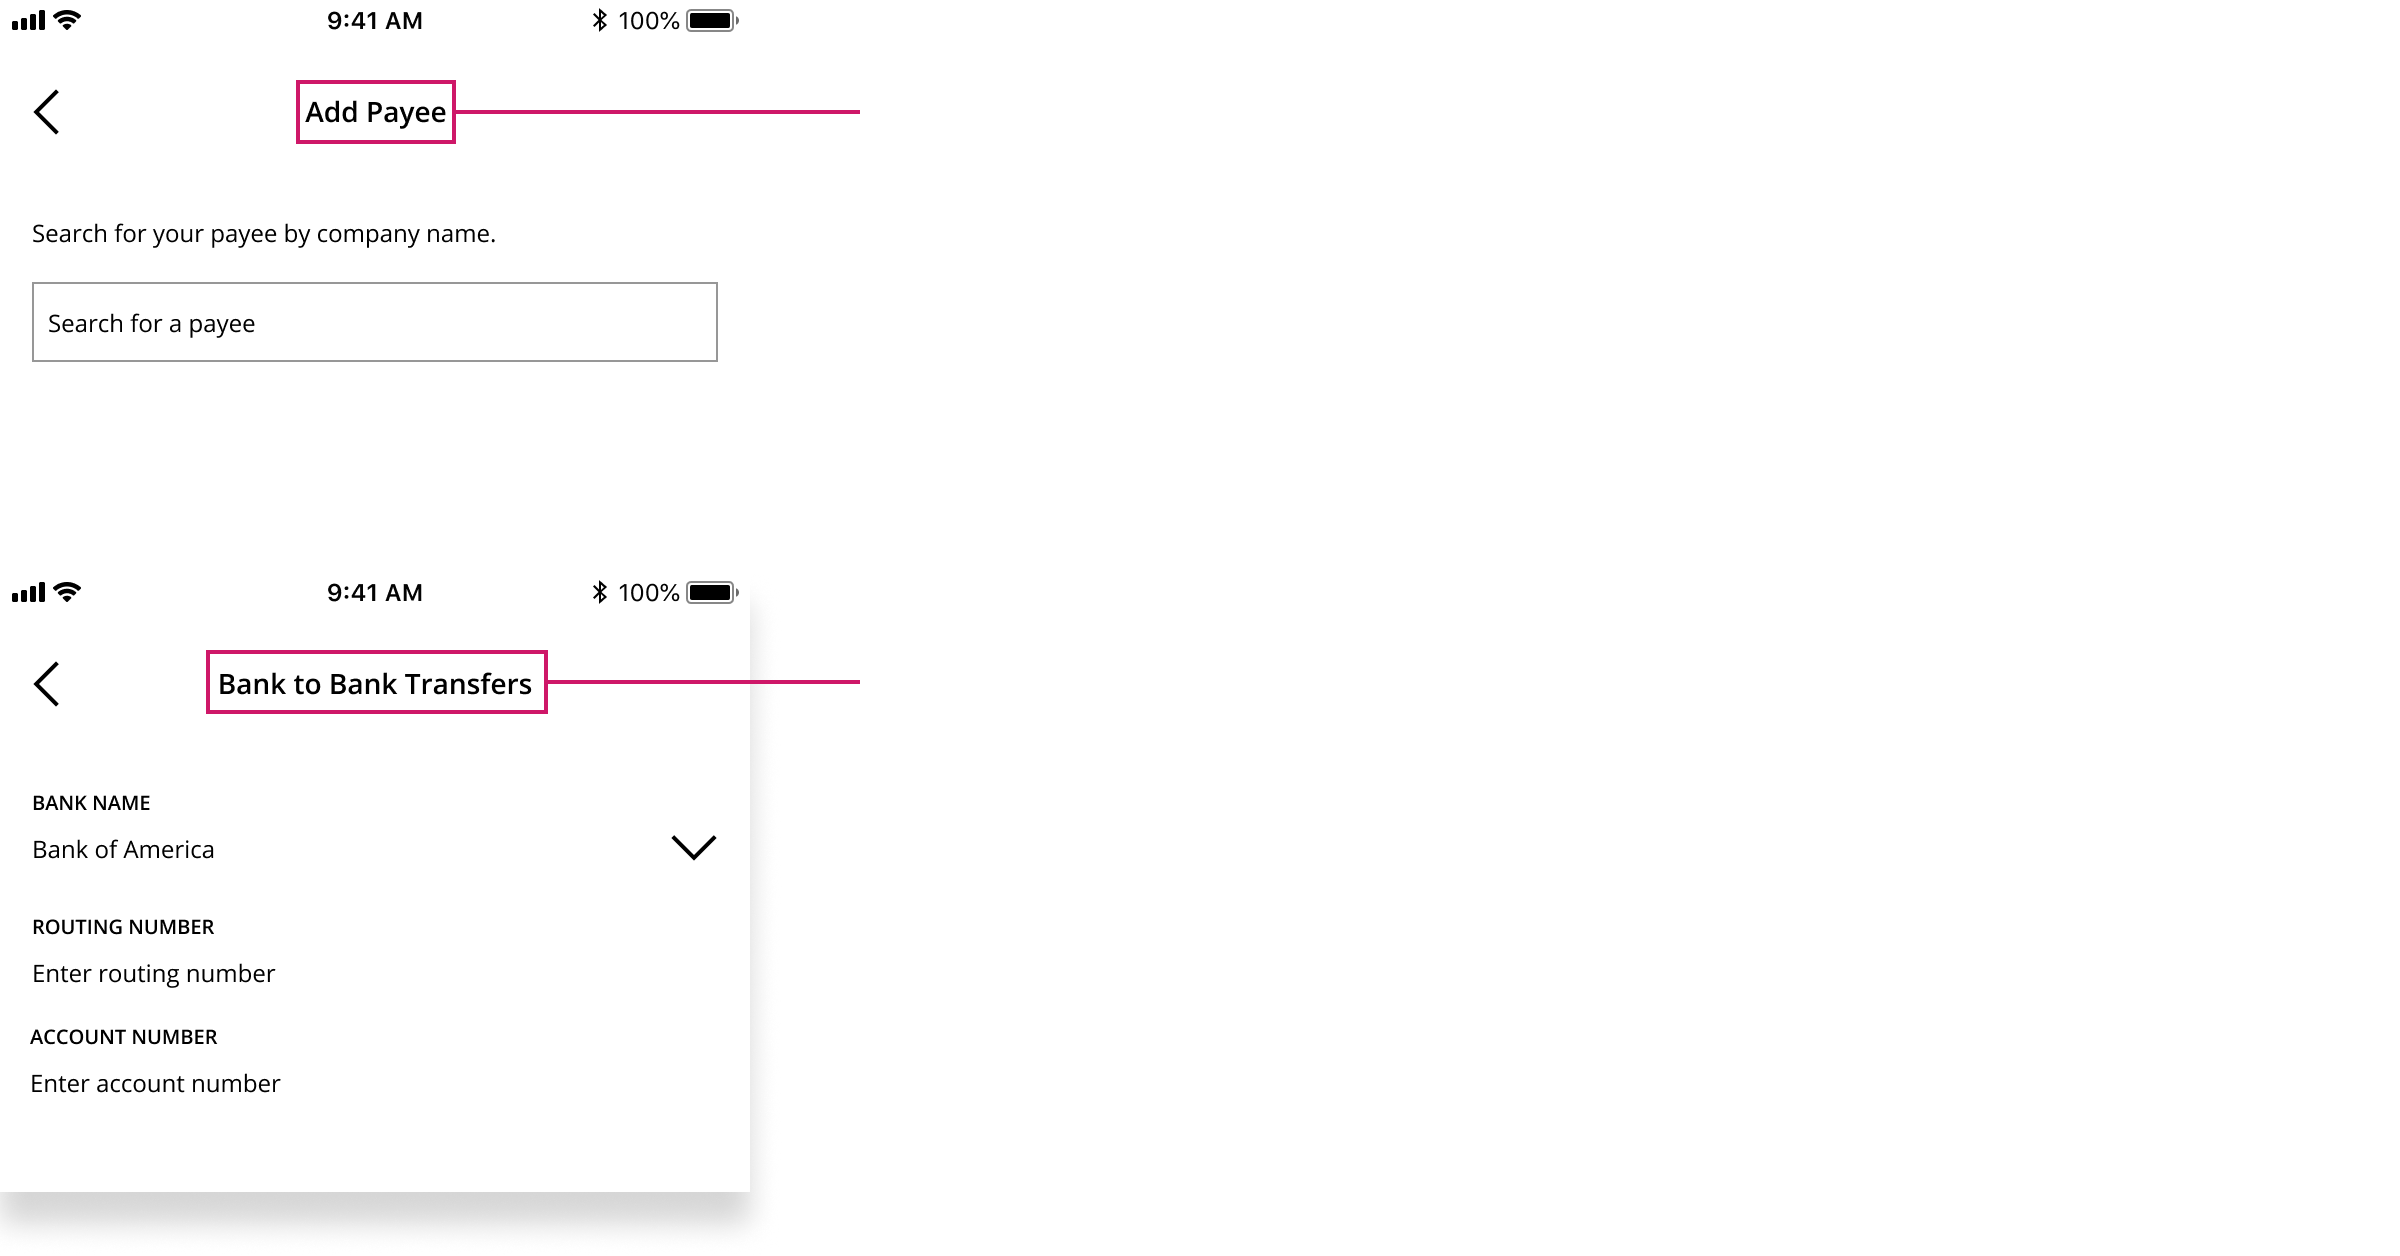 9:41 AM 100%
Add Payee
Search for your payee by company name.
Search for a payee
9:41 AM 100%
Bank to Bank Transfers
BANK NAME
Bank of America
ROUTING NUMBER
Enter routing number
ACCOUNT NUMBER
Enter account number